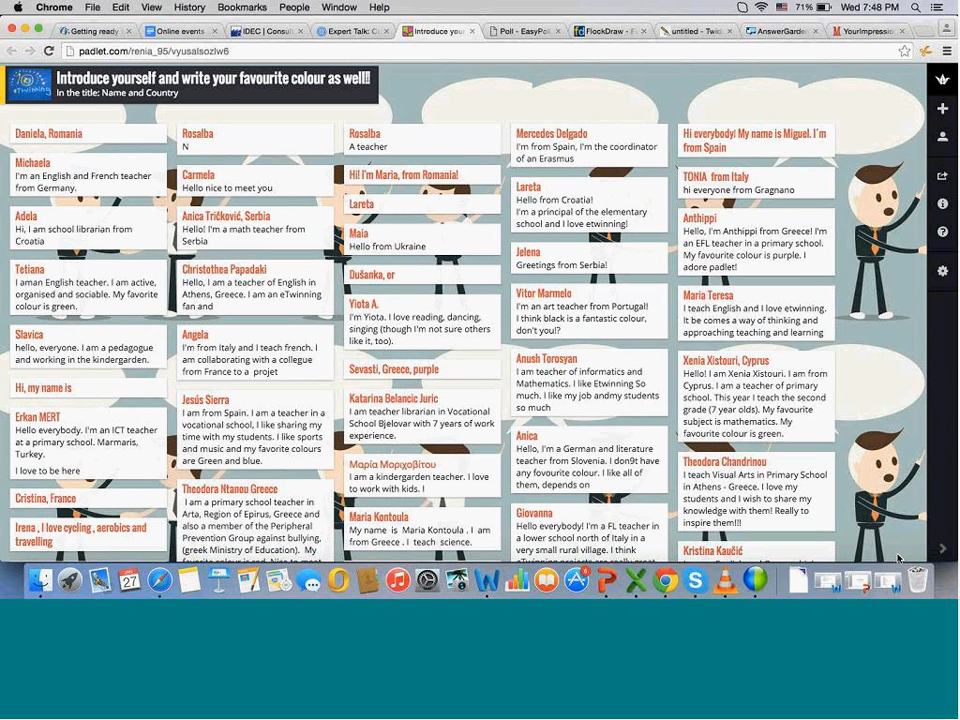 Chrome File Edit View History Bookmarks People Window Help
71% Wed 7:48 PM
Getting ready
Online events
IDEC | Consul
Expert Talk: C
Introduce your
Poll - EasyPoll
FlockDraw - F
untitled - Twid
AnswerGarden
YourImpressio
padlet.com/renia_95/vyusalsozlw6
Introduce yourself and write your favourite colour as well!!
In the title: Name and Country
Daniela, Romania
Michaela
I'm an English and French teacher
from Germany.
Adela
Hi, I am school librarian from
Croatia
Tetiana
I aman English teacher. I am active,
organised and sociable. My favorite
colour is green.
Slavica
hello, everyone. I am a pedagogue
and working in the kindergarden.
Hi, my name is
Erkan MERT
Hello everybody. I'm an ICT teacher
at a primary school. Marmaris,
Turkey.
I love to be here
Cristina, France
Irena , I love cycling , aerobics and
travelling
Rosalba
N
Carmela
Hello nice to meet you
Anica Tričković, Serbia
Hello! I'm a math teacher from
Serbia
Christothea Papadaki
Hello, I am a teacher of English in
Athens, Greece. I am an eTwinning
fan and
Angela
I'm from Italy and I teach french. I
am collaborating with a collegue
from France to a projet
Jesús Sierra
I am from Spain. I am a teacher in a
vocational school, I like sharing my
time with my students. I like sports
and music and my favorite colours
are Green and blue.
Theodora Ntanou Greece
I am a primary school teacher in
Arta, Region of Epirus, Greece and
also a member of the Peripheral
Prevention Group against bullying,
(greek Ministry of Education). My
Rosalba
A teacher
Hi! I'm Maria, from Romania!
Lareta
Maia
Hello from Ukraine
Dušanka, or
Yiota A.
I'm Yiota. I love reading, dancing,
singing (though I'm not sure others
like it, too).
Sevasti, Greece, purple
Katarina Belancic Juric
I am teacher librarian in Vocational
School Bjelovar with 7 years of work
experience.
Μαρία Μαριχοβίτου
I am a kindergarten teacher. I love
to work with kids. I
Maria Kontoula
My name is Maria Kontoula . I am
from Greece . I teach science.
Mercedes Delgado
I'm from Spain, I'm the coordinator
of an Erasmus
Lareta
Hello from Croatia!
I'm a principal of the elementary
school and I love etwinning!
Jelena
Greetings from Serbia!
Vitor Marmelo
I'm an art teacher from Portugal!
I think black is a fantastic colour,
don't you!?
Anush Torosyan
I am teacher of informatics and
Mathematics. I like Etwinning So
much. I like my job andmy students
so much
Anica
Hello, I'm a German and literature
teacher from Slovenia. I don9t have
any favourite colour. I like all of
them, depends on
Giovanna
Hello everybody! I'm a FL teacher in
a lower school north of Italy in a
very small rural village. I think
Hi everybody! My name is Miguel. I´m
from Spain
TONIA from Italy
hi everyone from Gragnano
Anthippi
Hello, I'm Anthippi from Greece! I'm
an EFL teacher in a primary school.
My favourite colour is purple. I
adore padlet!
Maria Teresa
I teach English and I love etwinning.
It be comes a way of thinking and
approaching teaching and learning
Xenia Xistouri, Cyprus
Hello! I am Xenia Xistouri. I am from
Cyprus. I am a teacher of primary
school. This year I teach the second
grade (7 year olds). My favourite
subject is mathematics. My
favourite colour is green.
Theodora Chandrinou
I teach Visual Arts in Primary School
in Athens - Greece. I love my
students and I wish to share my
knowledge with them! Really to
inspire them!!!
Kristina Kaučić
27